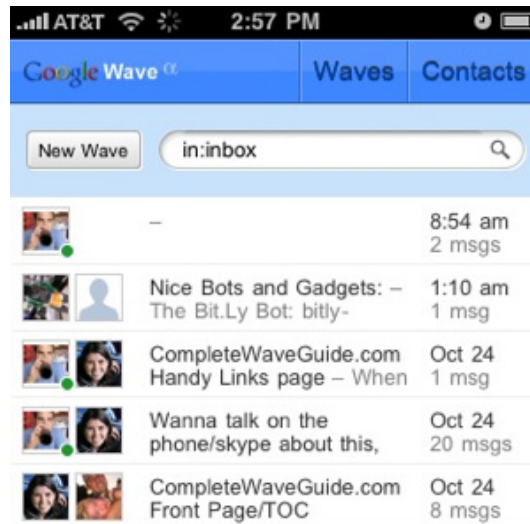 AT&T 2:57 PM
Google Wave α Waves Contacts
New Wave in:inbox
– 8:54 am
2 msgs
Nice Bots and Gadgets: – 1:10 am
The Bit.Ly Bot: bitly- 1 msg
CompleteWaveGuide.com Oct 24
Handy Links page – When 1 msg
Wanna talk on the Oct 24
phone/skype about this, 20 msgs
CompleteWaveGuide.com Oct 24
Front Page/TOC 8 msgs